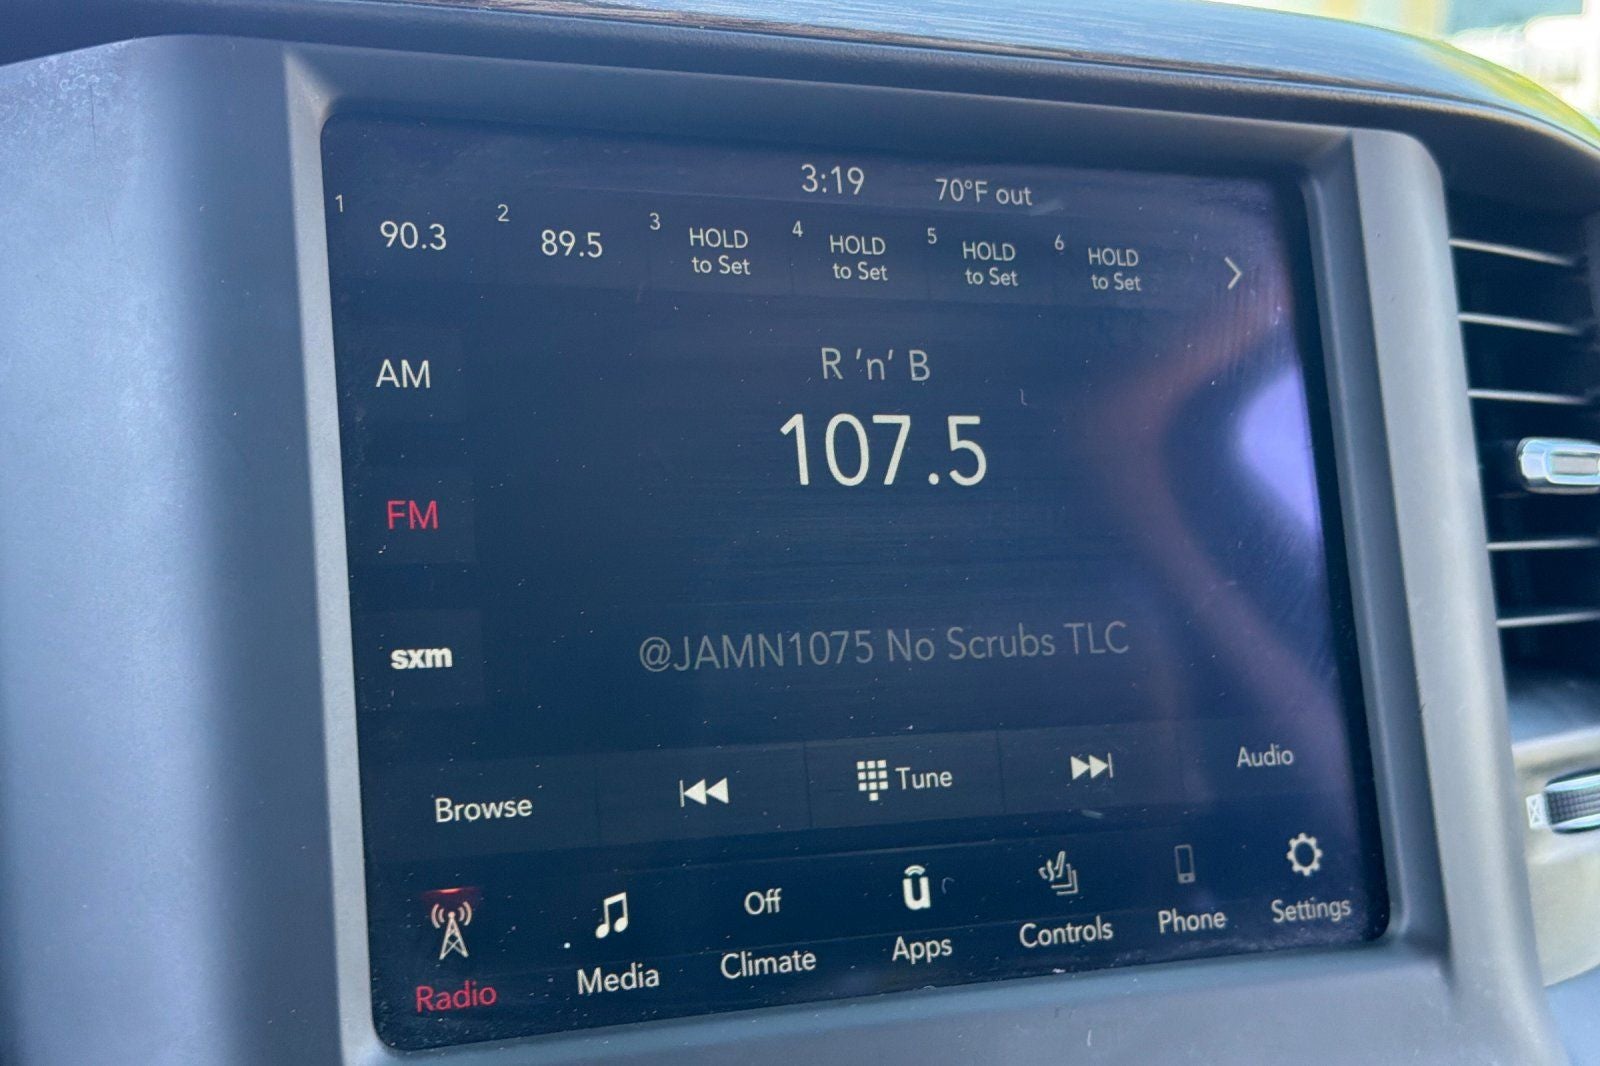 3:19 70°F out
1 90.3 2 89.5 3 HOLD to Set 4 HOLD to Set 5 HOLD to Set 6 HOLD to Set
AM
R 'n' B
107.5
FM
sxm
@JAMN1075 No Scrubs TLC
Browse Tune Audio
Off
Radio Media Climate Apps Controls Phone Settings